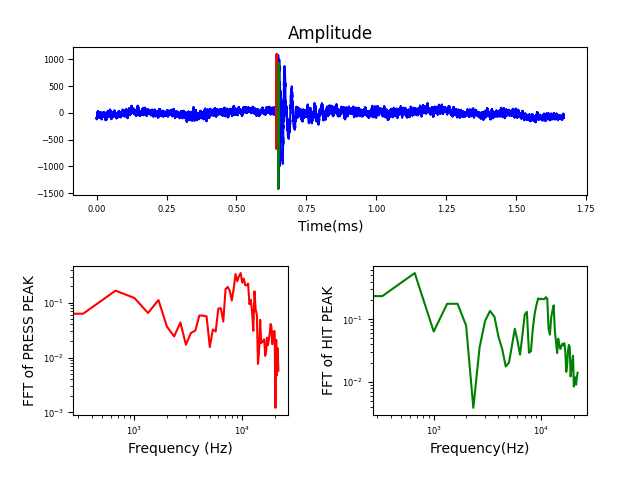 Amplitude
1000
500
0
−500
−1000
−1500
0.00 0.25 0.50 0.75 1.00 1.25 1.50 1.75
Time(ms)
FFT of PRESS PEAK
10⁻¹
10⁻²
10⁻³
10³ 10⁴
Frequency (Hz)
FFT of HIT PEAK
10⁻¹
10⁻²
10³ 10⁴
Frequency(Hz)